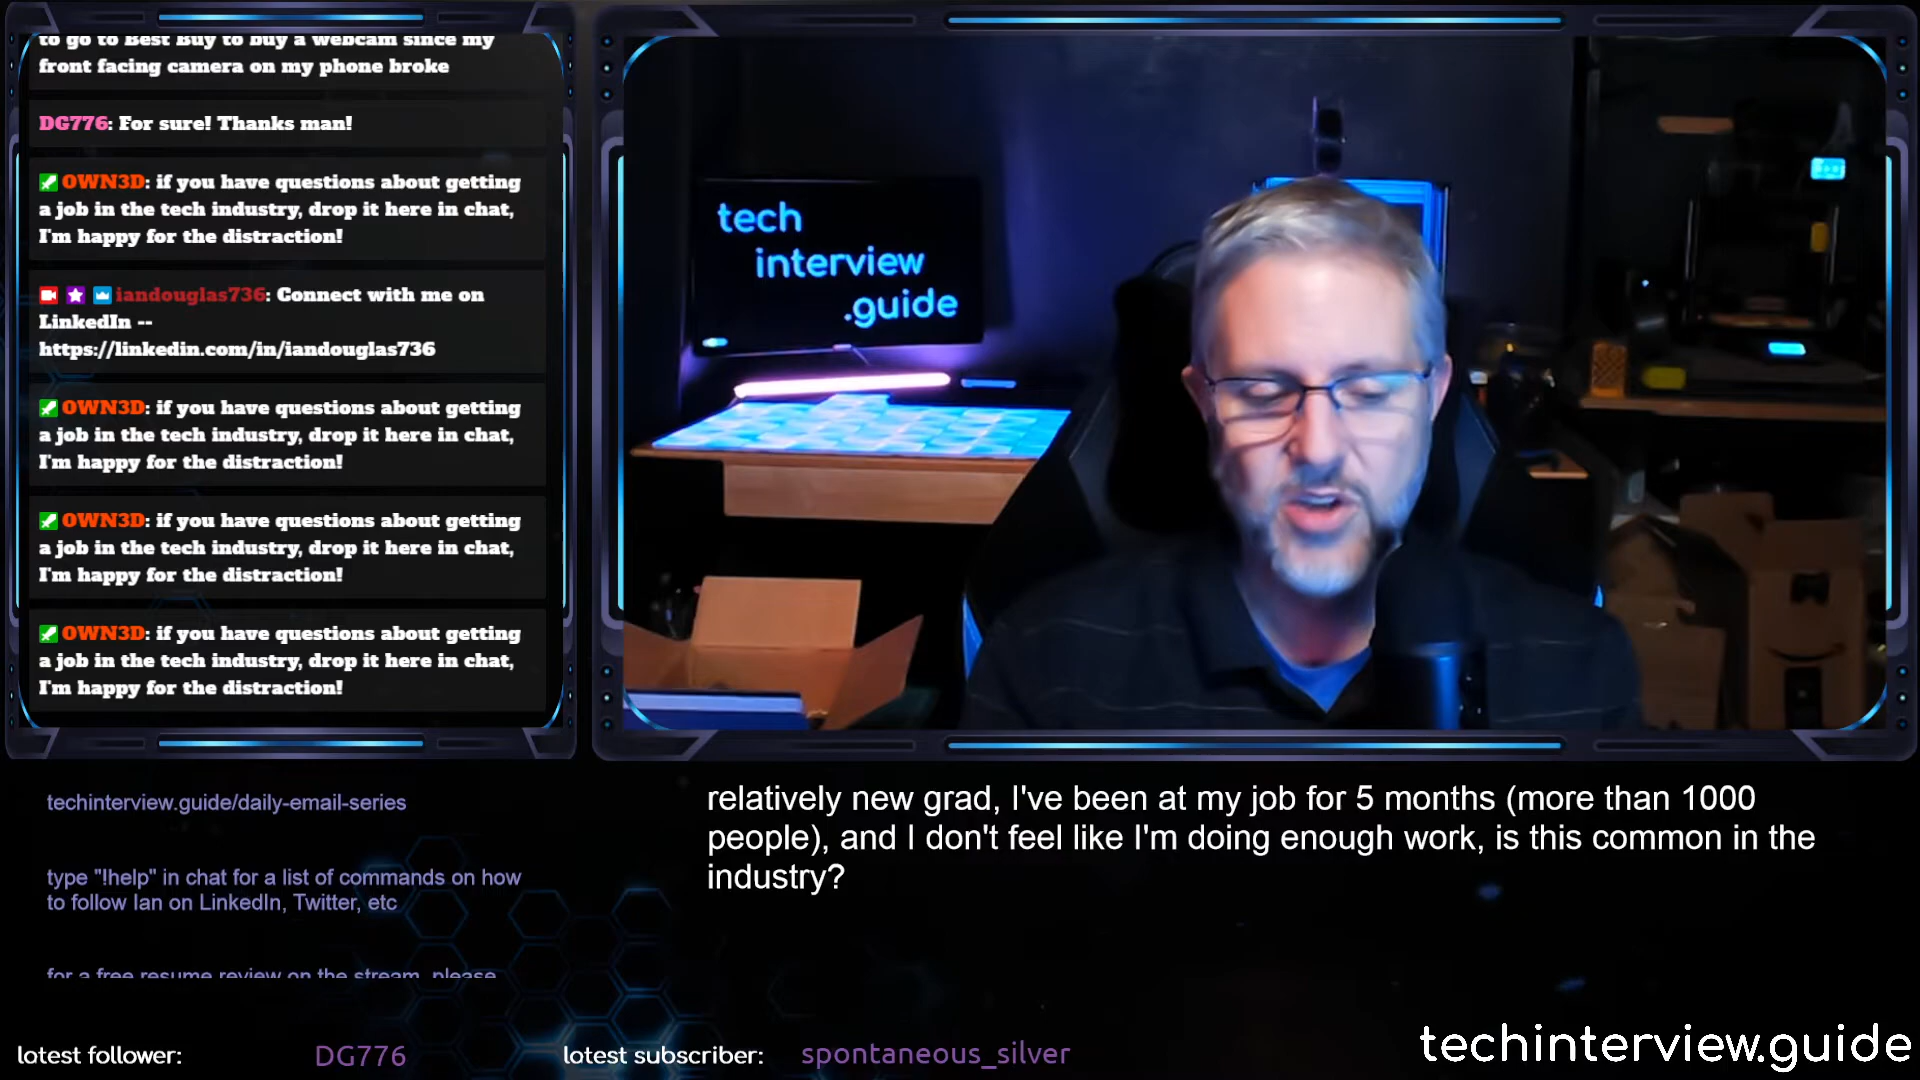 to go to Best Buy to buy a webcam since my
front facing camera on my phone broke
DG776: For sure! Thanks man!
OWN3D: if you have questions about getting
a job in the tech industry, drop it here in chat,
I'm happy for the distraction!
iandouglas736: Connect with me on
LinkedIn --
https://linkedin.com/in/iandouglas736
OWN3D: if you have questions about getting
a job in the tech industry, drop it here in chat,
I'm happy for the distraction!
OWN3D: if you have questions about getting
a job in the tech industry, drop it here in chat,
I'm happy for the distraction!
OWN3D: if you have questions about getting
a job in the tech industry, drop it here in chat,
I'm happy for the distraction!
tech
interview
.guide
techinterview.guide/daily-email-series
type "!help" in chat for a list of commands on how
to follow Ian on LinkedIn, Twitter, etc
for a free resume review on the stream, please
relatively new grad, I've been at my job for 5 months (more than 1000
people), and I don't feel like I'm doing enough work, is this common in the
industry?
latest follower: DG776
latest subscriber: spontaneous_silver
techinterview.guide